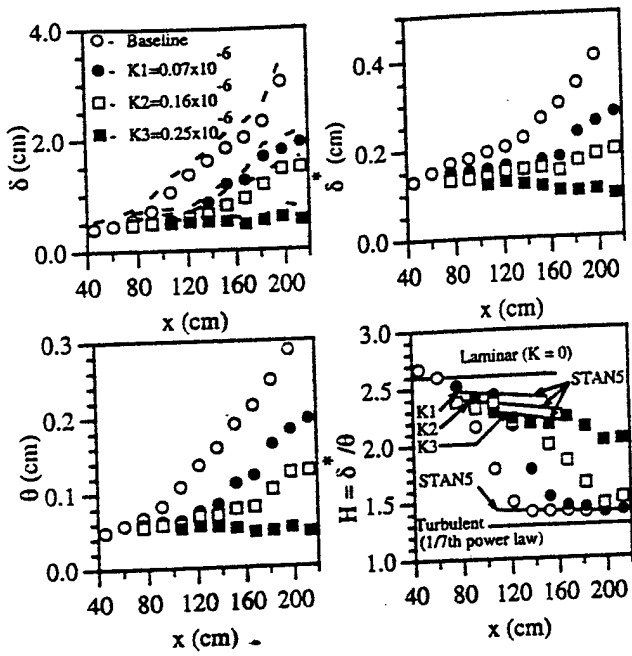 4.0
2.0
0.0
δ (cm)
O - Baseline
● - K1=0.07x10^-6
□ - K2=0.16x10^-6
■ - K3=0.25x10^-6
40 80 120 160 200
x (cm)
0.4
0.2
0.0
δ* (cm)
40 80 120 160 200
x (cm)
0.3
0.2
0.1
0.0
θ (cm)
40 80 120 160 200
x (cm)
3.0
2.5
2.0
1.5
1.0
H = δ*/θ
Laminar (K = 0)
STAN5
K1
K2
K3
STAN5
Turbulent
(1/7th power law)
40 80 120 160 200
x (cm)